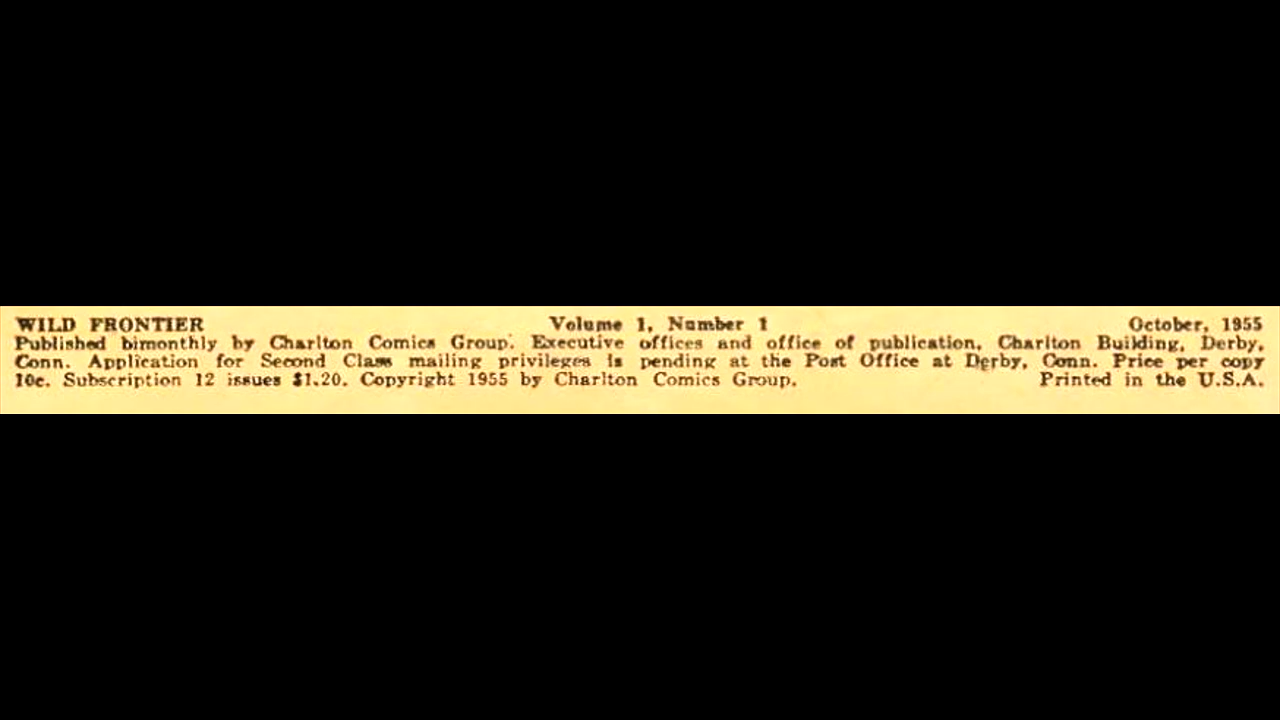 WILD FRONTIER Volume 1, Number 1 October, 1955
Published bimonthly by Charlton Comics Group. Executive offices and office of publication, Charlton Building, Derby,
Conn. Application for Second Class mailing privileges is pending at the Post Office at Derby, Conn. Price per copy
10c. Subscription 12 issues $1.20. Copyright 1955 by Charlton Comics Group. Printed in the U.S.A.